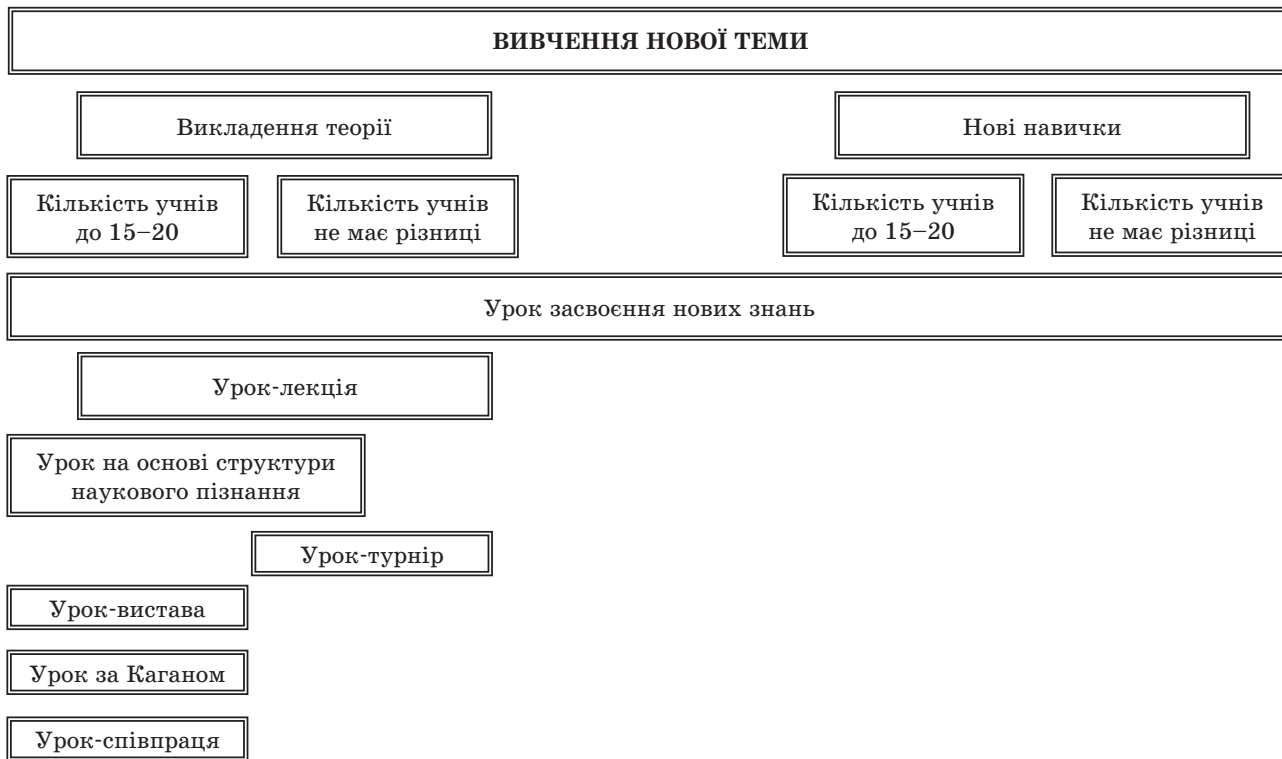 ВИВЧЕННЯ НОВОЇ ТЕМИ
Викладення теорії
Нові навички
Кількість учнів
до 15–20
Кількість учнів
не має різниці
Кількість учнів
до 15–20
Кількість учнів
не має різниці
Урок засвоєння нових знань
Урок-лекція
Урок на основі структури
наукового пізнання
Урок-турнір
Урок-вистава
Урок за Каганом
Урок-співпраця